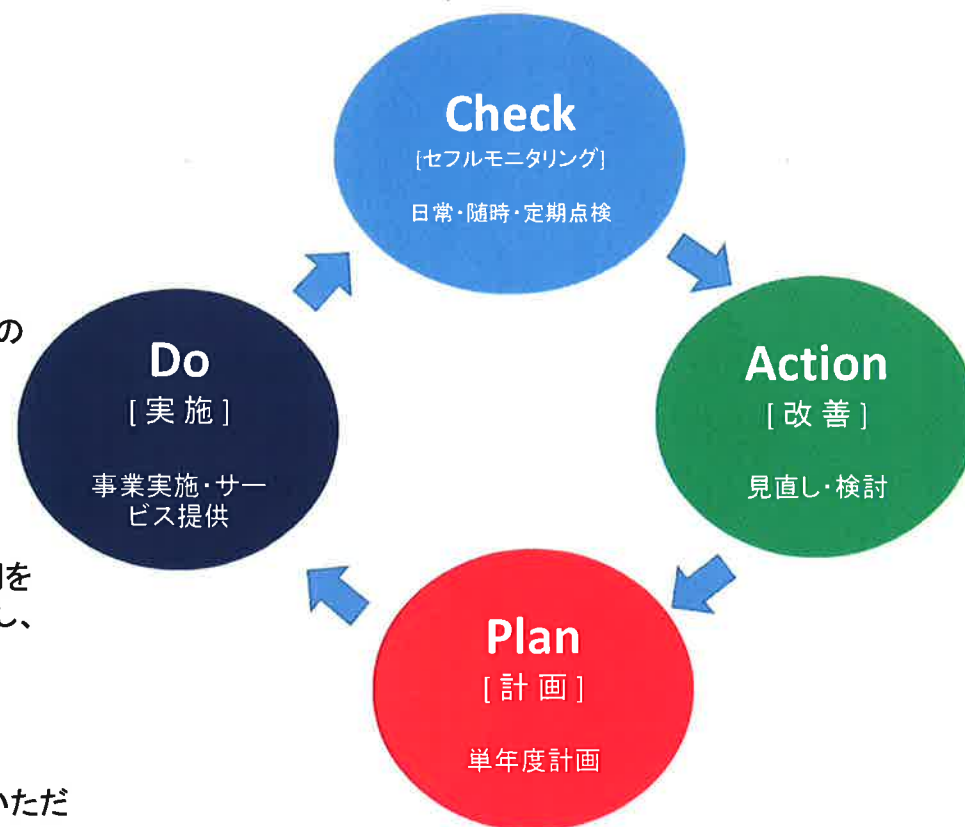 Check
[セフルモニタリング]
日常・随時・定期点検
の
Do
[ 実 施 ]
事業実施・サー
ビス提供
Action
[ 改 善 ]
見直し・検討
を
し、
Plan
[ 計 画 ]
単年度計画
いただ